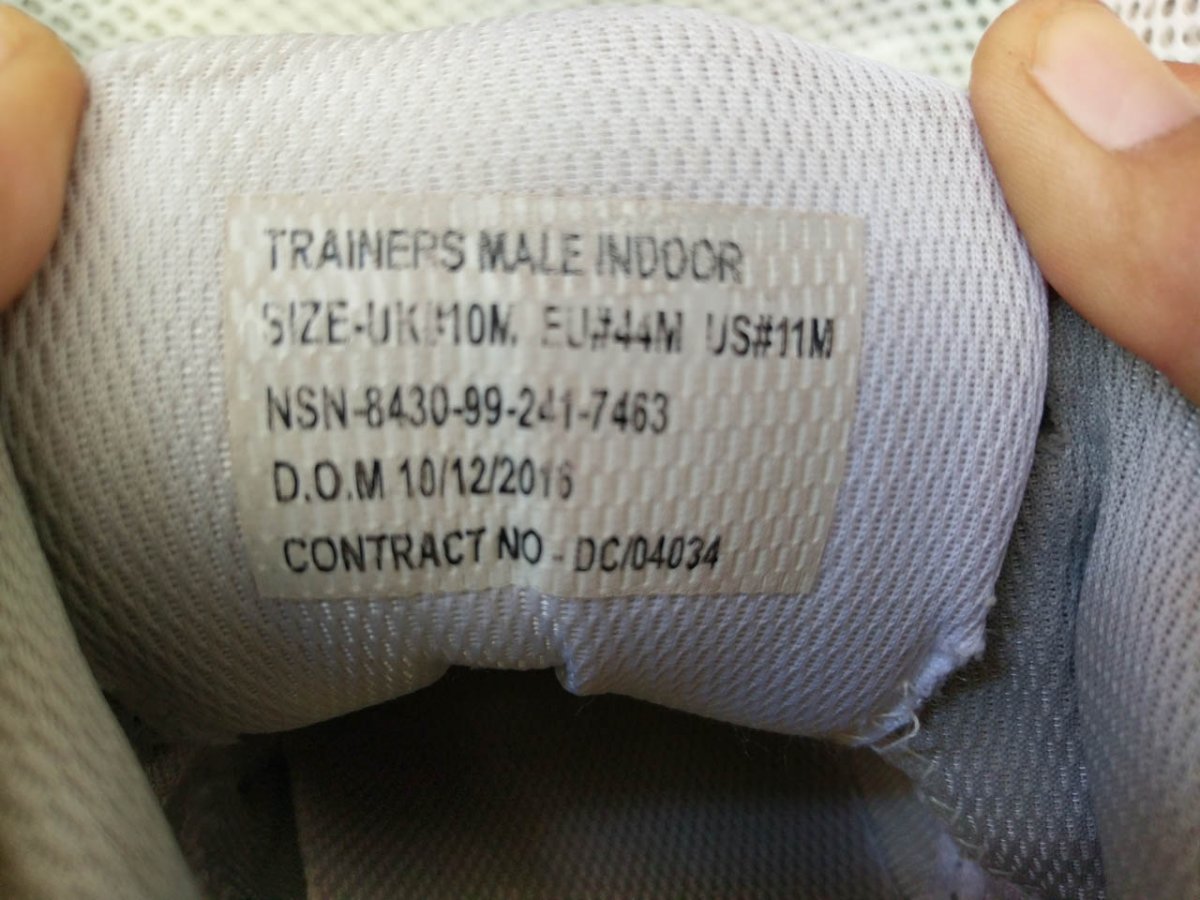 TRAINERS MALE INDOOR
SIZE-UK#10M. EU#44M US#11M
NSN-8430-99-241-7463
D.O.M 10/12/2016
CONTRACT NO - DC/04034